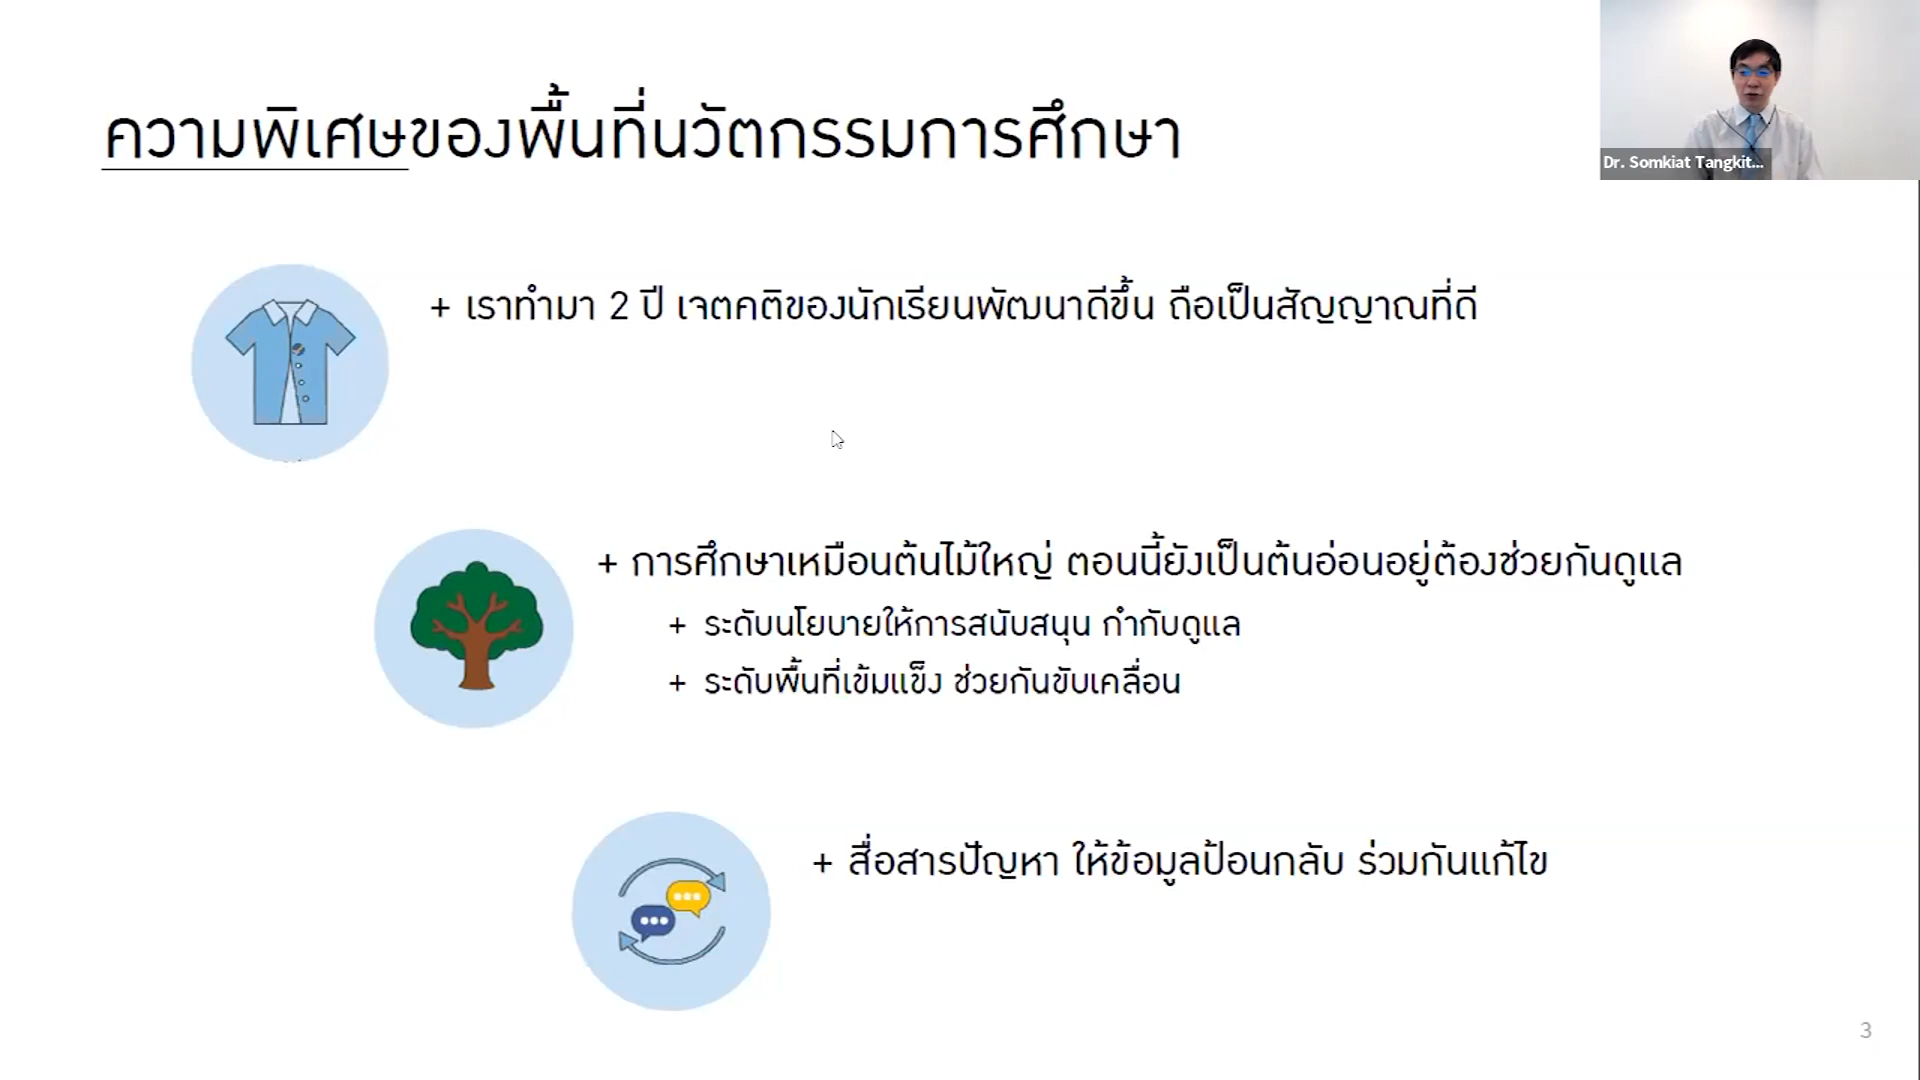 ความพิเศษของพื้นที่นวัตกรรมการศึกษา
Dr. Somkiat Tangkit...
+ เราทำมา 2 ปี เจตคติของนักเรียนพัฒนาดีขึ้น ถือเป็นสัญญาณที่ดี
+ การศึกษาเหมือนต้นไม้ใหญ่ ตอนนี้ยังเป็นต้นอ่อนอยู่ต้องช่วยกันดูแล
+ ระดับนโยบายให้การสนับสนุน กำกับดูแล
+ ระดับพื้นที่เข้มแข็ง ช่วยกันขับเคลื่อน
+ สื่อสารปัญหา ให้ข้อมูลป้อนกลับ ร่วมกันแก้ไข
3